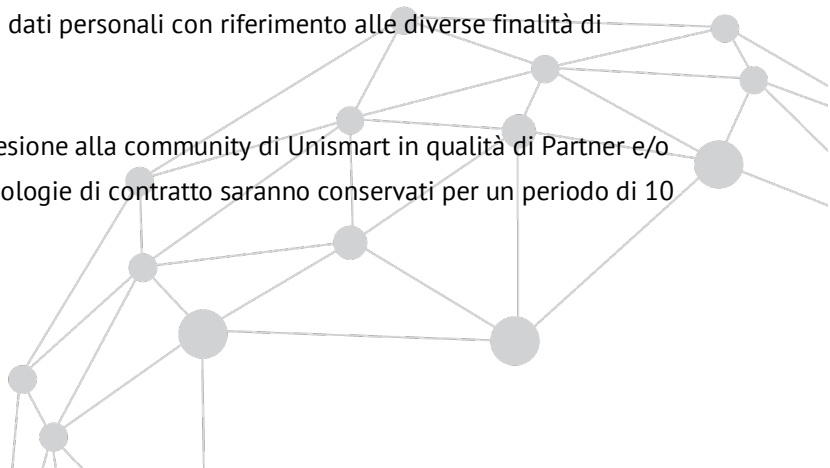 dati personali con riferimento alle diverse finalità di
esione alla community di Unismart in qualità di Partner e/o
ologie di contratto saranno conservati per un periodo di 10